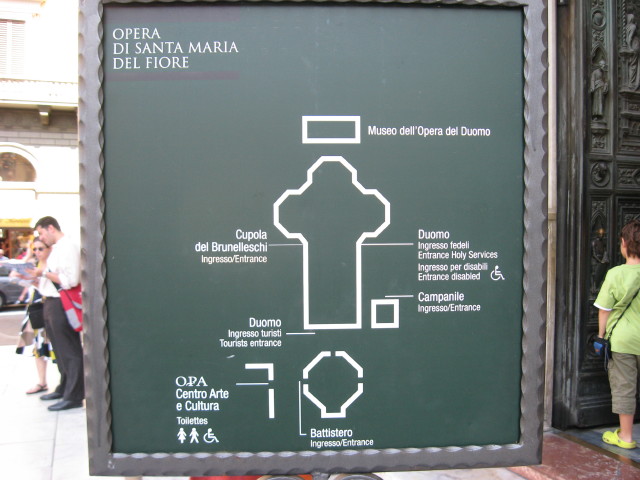 OPERA
DI SANTA MARIA
DEL FIORE
Museo dell'Opera del Duomo
Cupola
del Brunelleschi
Ingresso/Entrance
Duomo
Ingresso fedeli
Entrance Holy Services
Ingresso per disabili
Entrance disabled
Campanile
Ingresso/Entrance
Duomo
Ingresso turisti
Tourists entrance
OPA
Centro Arte
e Cultura
Toilettes
Battistero
Ingresso/Entrance